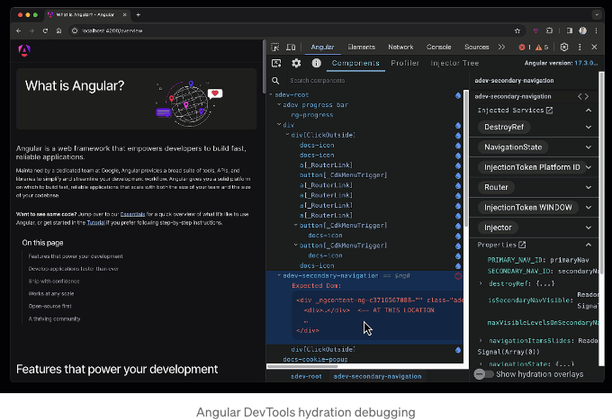 What is Angular? - Angular
localhost:4200/overview
What is Angular?
Angular is a web framework that empowers developers to build fast,
reliable applications.
Maintained by a dedicated team at Google, Angular provides a broad suite of tools, APIs, and
libraries to simplify and streamline your development workflow. Angular gives you a solid platform
on which to build fast, reliable applications that scale with both the size of your team and the size
of your codebase.
Want to see some code? Jump over to our Essentials for a quick overview of what it's like to use
Angular, or get started in the Tutorial if you prefer following step-by-step instructions.
On this page
Features that power your development
Develop applications faster than ever
Ship with confidence
Works at any scale
Open-source first
A thriving community
Features that power your development
Angular Elements Network Console Sources >> 1 5
Components Profiler Injector Tree Angular version: 17.3.0
Search components
adev-root
adev progress bar
ng-progress
div
div[ClickOutside]
docs-icon
docs-icon
a[_RouterLink]
button[_CdkMenuTrigger]
a[_RouterLink]
a[_RouterLink]
a[_RouterLink]
a[_RouterLink]
button[_CdkMenuTrigger]
docs-icon
button[_CdkMenuTrigger]
docs-icon
docs-icon
adev-secondary-navigation == $ng0
Expected Dom:
<div _ngcontent-ng-c3716567088="" class="ade
<div>…</div> <-- AT THIS LOCATION
…
</div>
div[ClickOutside]
docs-cookie-popup
adev-root adev-secondary-navigation
adev-secondary-navigation
adev-secondary-navigation <>
Injected Services
DestroyRef
NavigationState
InjectionToken Platform ID
Router
InjectionToken WINDOW
Injector
Properties
PRIMARY_NAV_ID: primaryNav
SECONDARY_NAV_ID: secondaryNa
destroyRef: {...}
isSecondaryNavVisible: Reado
Signal
maxVisibleLevelsOnSecondaryN
navigationItemsSlides: Readon
Signal(Array(0))
navigationState: {...}
Show hydration overlays
Angular DevTools hydration debugging